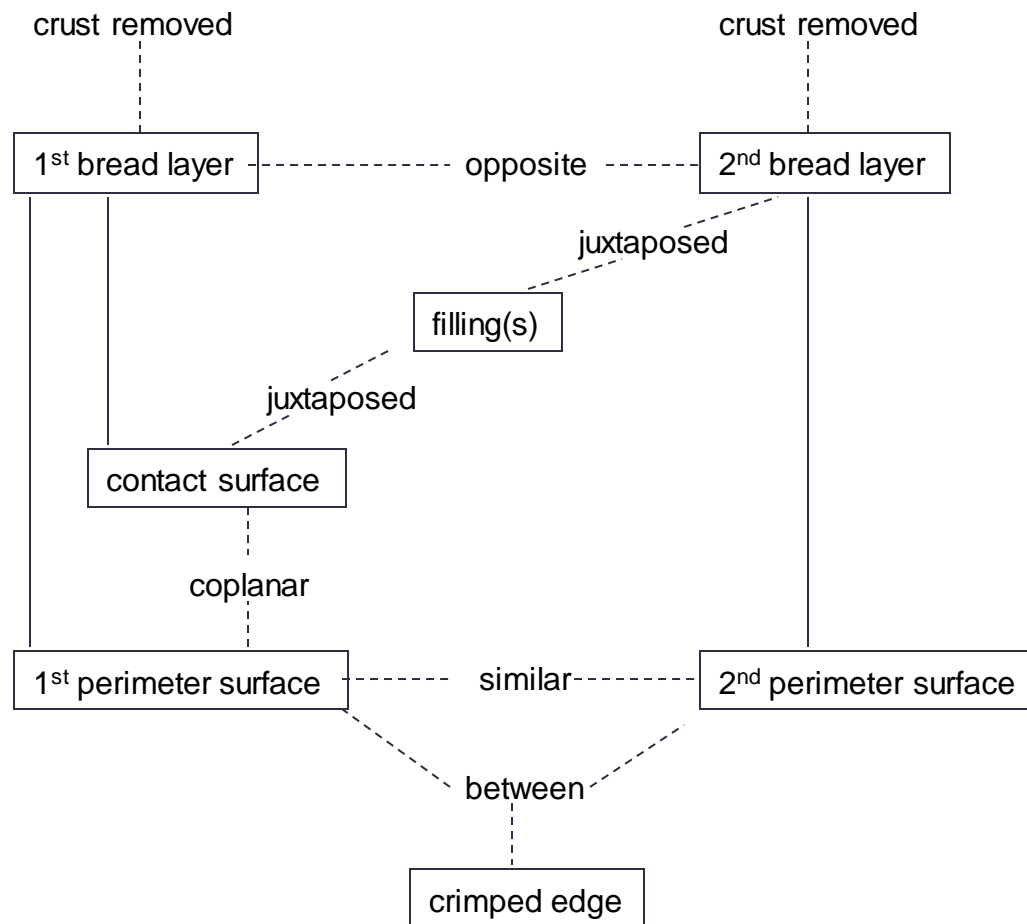 crust removed
crust removed
1st bread layer
opposite
2nd bread layer
juxtaposed
filling(s)
juxtaposed
contact surface
coplanar
1st perimeter surface
similar
2nd perimeter surface
between
crimped edge